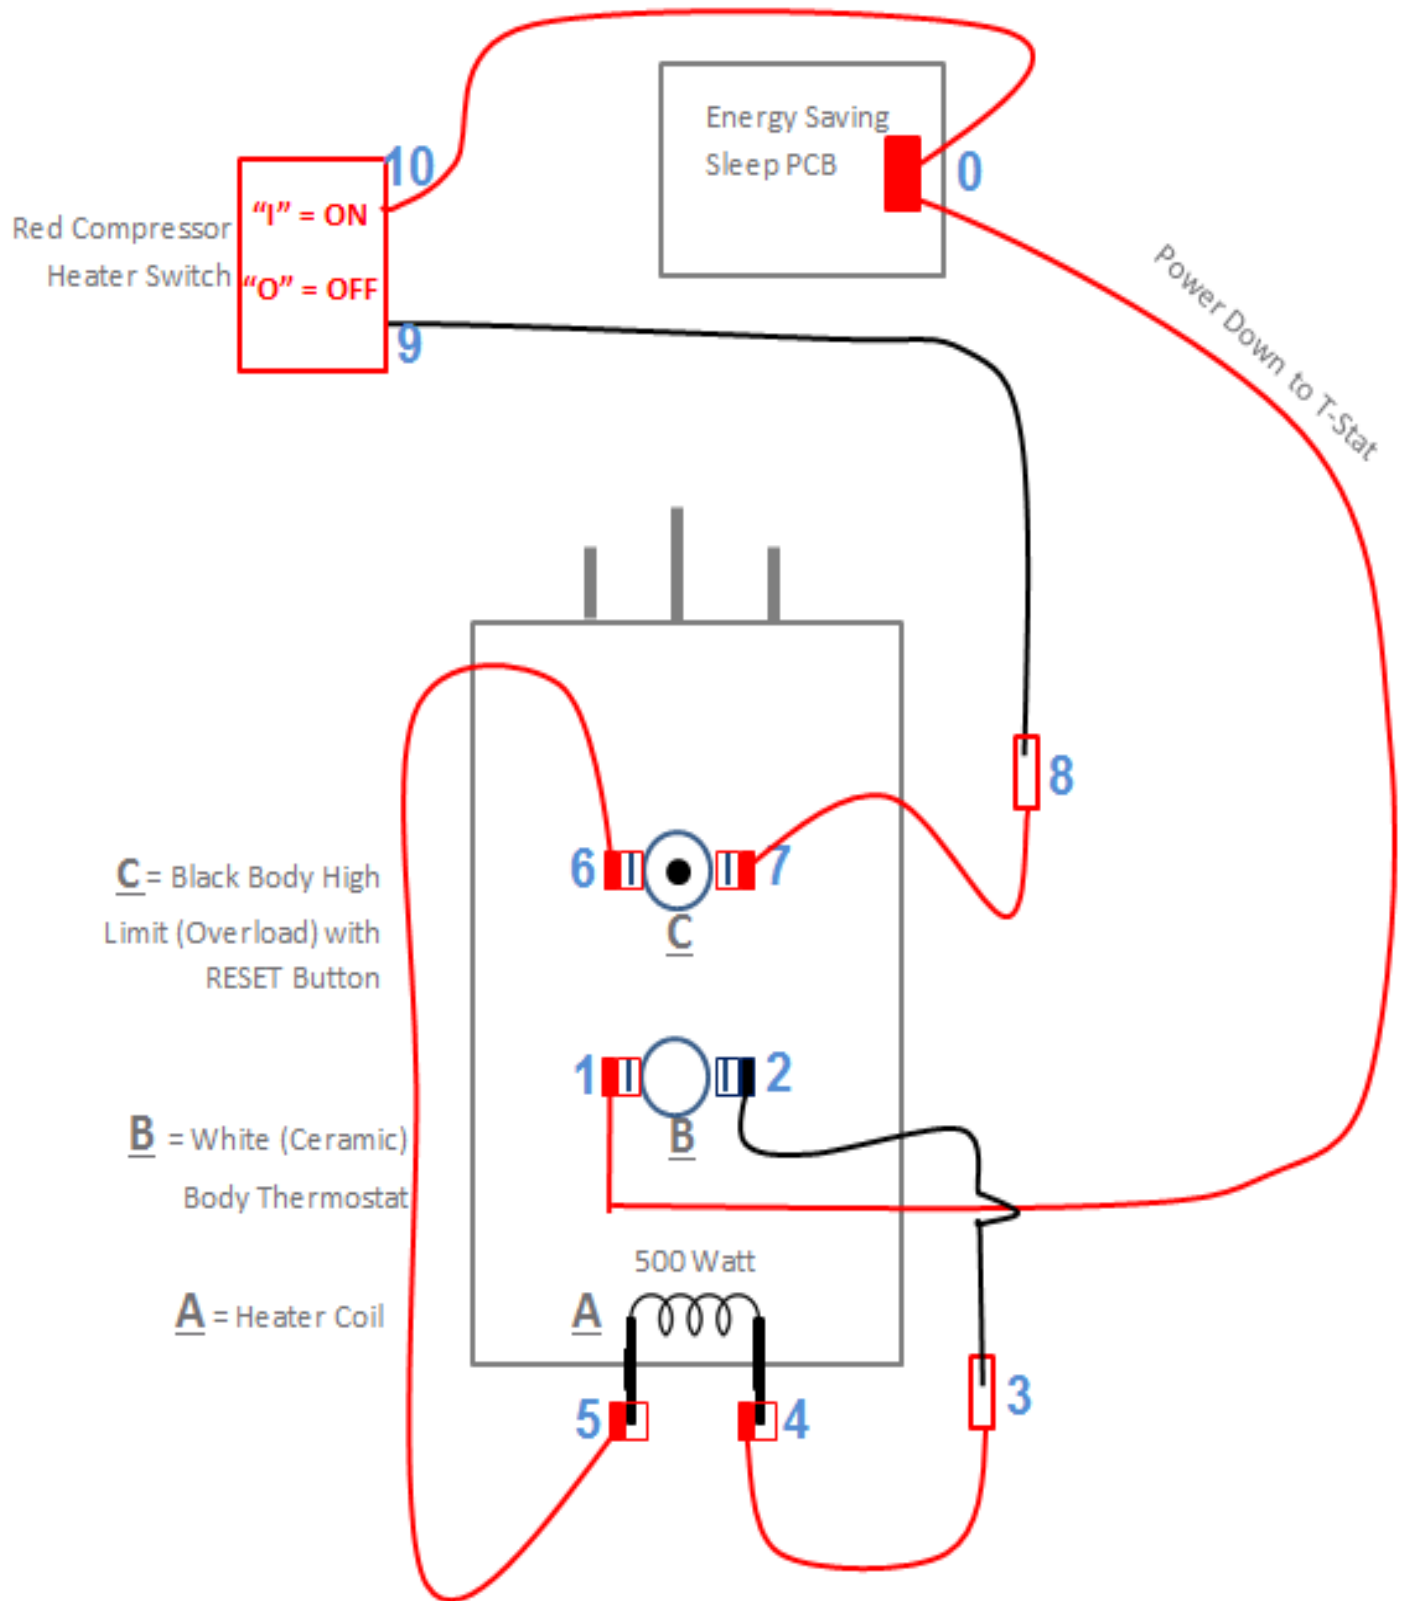 Energy Saving
Sleep PCB
0
10
"I" = ON
Red Compressor
Heater Switch
"O" = OFF
9
Power Down to T-Stat
8
6
7
C = Black Body High
Limit (Overload) with
RESET Button
C
1
2
B = White (Ceramic)
Body Thermostat
B
500 Watt
A = Heater Coil
A
3
5
4